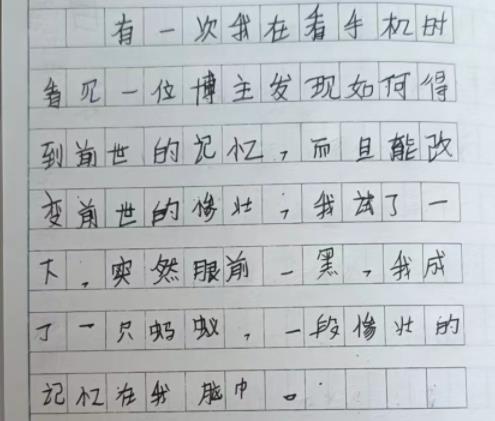 有一次我在看手机时
看见一位博主发现如何得
到前世的记忆，而且能改
变前世的惨壮，我试了一
下，突然眼前一黑，我成
了一只蚂蚁，一段惨壮的
记忆在我脑中。